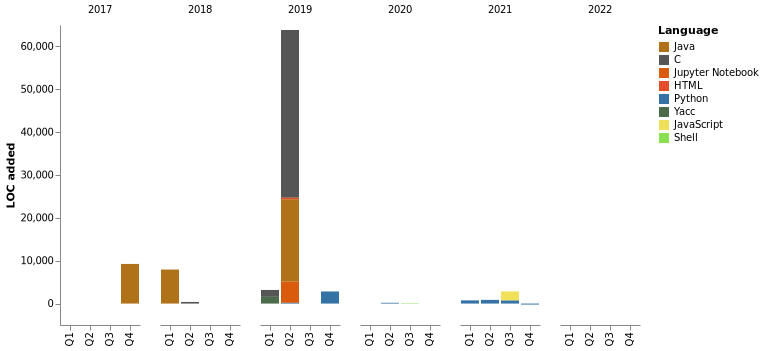 2017 2018 2019 2020 2021 2022
LOC added
60,000
50,000
40,000
30,000
20,000
10,000
0
Q1 Q2 Q3 Q4 Q1 Q2 Q3 Q4 Q1 Q2 Q3 Q4 Q1 Q2 Q3 Q4 Q1 Q2 Q3 Q4 Q1 Q2 Q3 Q4
Language
Java
C
Jupyter Notebook
HTML
Python
Yacc
JavaScript
Shell